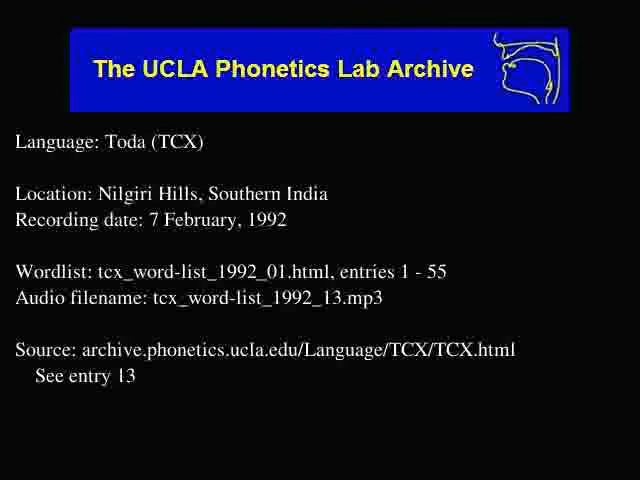 The UCLA Phonetics Lab Archive
Language: Toda (TCX)
Location: Nilgiri Hills, Southern India
Recording date: 7 February, 1992
Wordlist: tcx_word-list_1992_01.html, entries 1 - 55
Audio filename: tcx_word-list_1992_13.mp3
Source: archive.phonetics.ucla.edu/Language/TCX/TCX.html
See entry 13